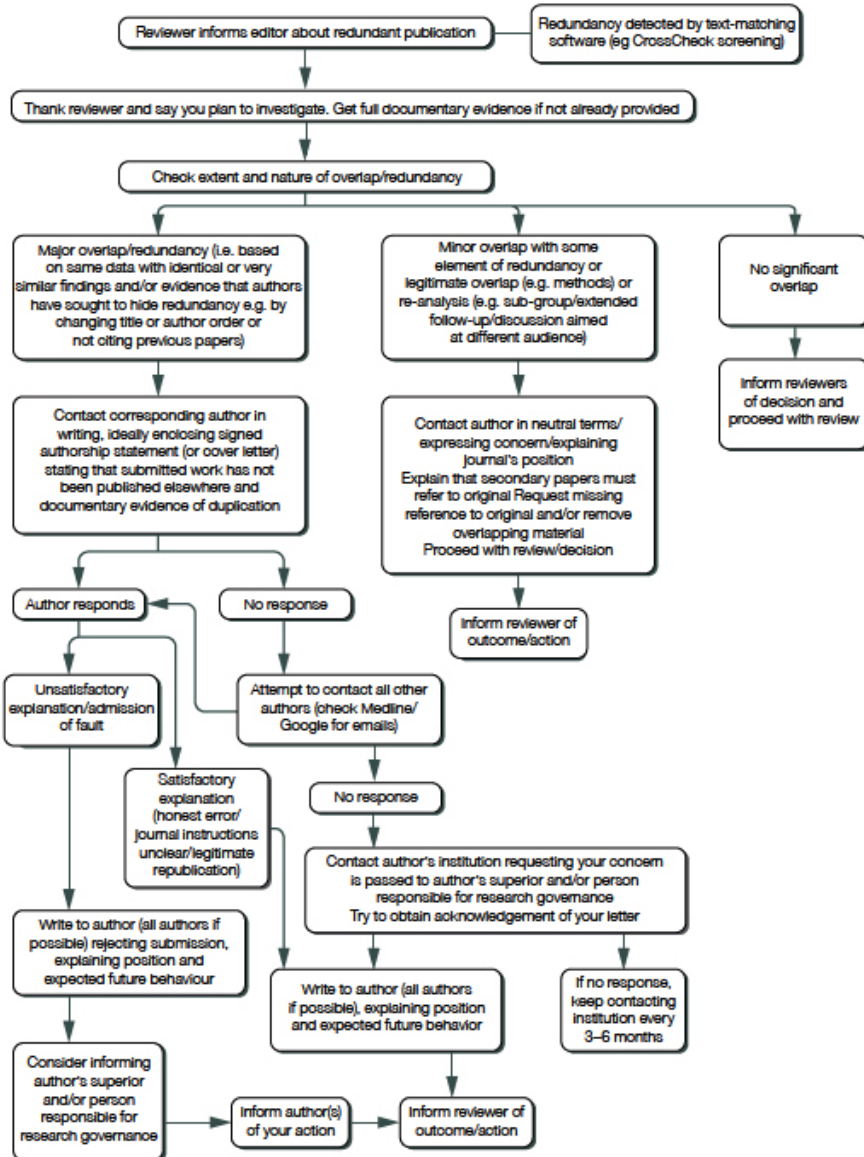 Reviewer informs editor about redundant publication
Redundancy detected by text-matching
software (eg CrossCheck screening)
Thank reviewer and say you plan to investigate. Get full documentary evidence if not already provided
Check extent and nature of overlap/redundancy
Major overlap/redundancy (i.e. based
on same data with identical or very
similar findings and/or evidence that authors
have sought to hide redundancy e.g. by
changing title or author order or
not citing previous papers)
Minor overlap with some
element of redundancy or
legitimate overlap (e.g. methods) or
re-analysis (e.g. sub-group/extended
follow-up/discussion aimed
at different audience)
No significant
overlap
Contact corresponding author in
writing, ideally enclosing signed
authorship statement (or cover letter)
stating that submitted work has not
been published elsewhere and
documentary evidence of duplication
Contact author in neutral terms/
expressing concern/explaining
journal's position
Explain that secondary papers must
refer to original Request missing
reference to original and/or remove
overlapping material
Proceed with review/decision
Inform reviewers
of decision and
proceed with review
Author responds
No response
Inform reviewer of
outcome/action
Unsatisfactory
explanation/admission
of fault
Attempt to contact all other
authors (check Medline/
Google for emails)
Satisfactory
explanation
(honest error/
journal instructions
unclear/legitimate
republication)
No response
Contact author's institution requesting your concern
is passed to author's superior and/or person
responsible for research governance
Try to obtain acknowledgement of your letter
Write to author (all authors if
possible) rejecting submission,
explaining position and
expected future behaviour
Write to author (all authors
if possible), explaining position
and expected future behavior
If no response,
keep contacting
institution every
3–6 months
Consider informing
author's superior
and/or person
responsible for
research governance
Inform author(s)
of your action
Inform reviewer of
outcome/action